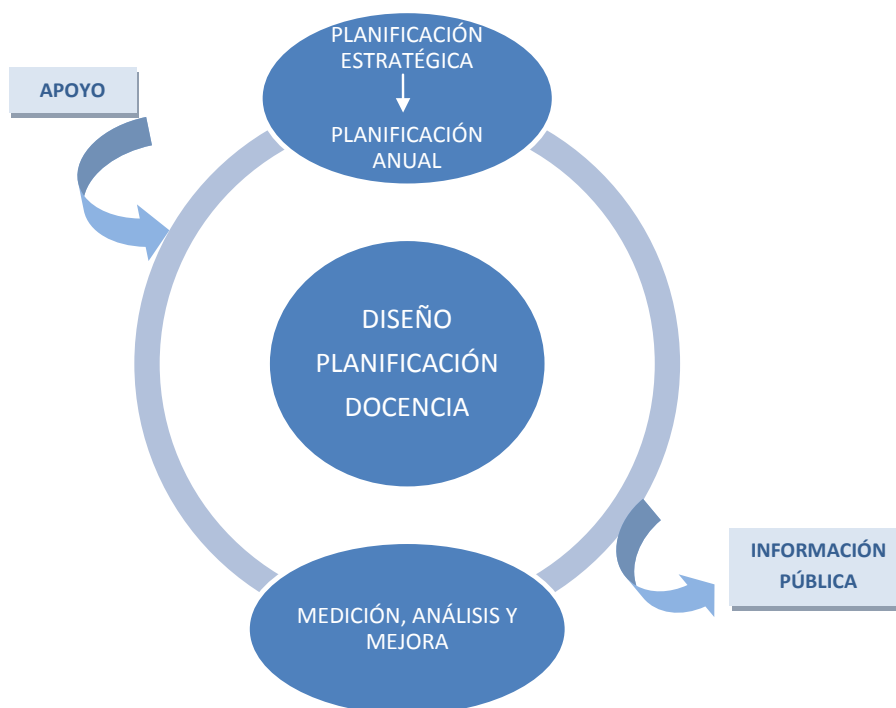 PLANIFICACIÓN
ESTRATÉGICA
PLANIFICACIÓN
ANUAL
APOYO
DISEÑO
PLANIFICACIÓN
DOCENCIA
INFORMACIÓN
PÚBLICA
MEDICIÓN, ANÁLISIS Y
MEJORA